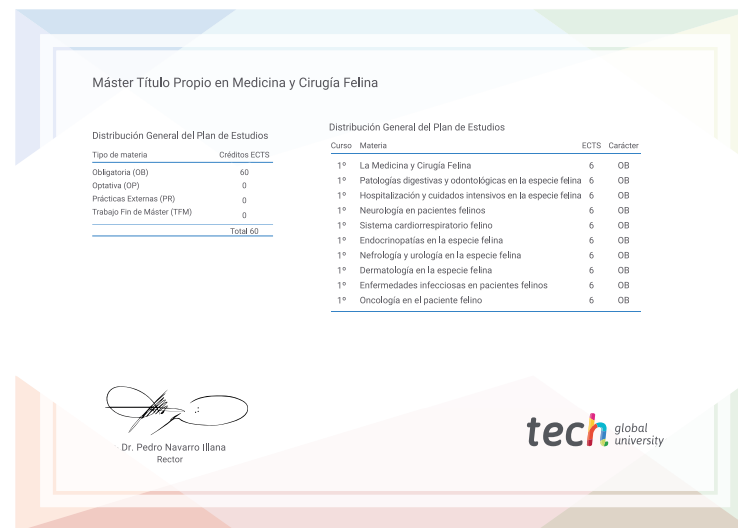 Máster Título Propio en Medicina y Cirugía Felina
Distribución General del Plan de Estudios
Tipo de materia Créditos ECTS
Obligatoria (OB) 60
Optativa (OP) 0
Prácticas Externas (PR) 0
Trabajo Fin de Máster (TFM) 0
Total 60
Distribución General del Plan de Estudios
Curso Materia ECTS Carácter
1º La Medicina y Cirugía Felina 6 OB
1º Patologías digestivas y odontológicas en la especie felina 6 OB
1º Hospitalización y cuidados intensivos en la especie felina 6 OB
1º Neurología en pacientes felinos 6 OB
1º Sistema cardiorrespiratorio felino 6 OB
1º Endocrinopatías en la especie felina 6 OB
1º Nefrología y urología en la especie felina 6 OB
1º Dermatología en la especie felina 6 OB
1º Enfermedades infecciosas en pacientes felinos 6 OB
1º Oncología en el paciente felino 6 OB
Dr. Pedro Navarro Illana
Rector
tech global
university